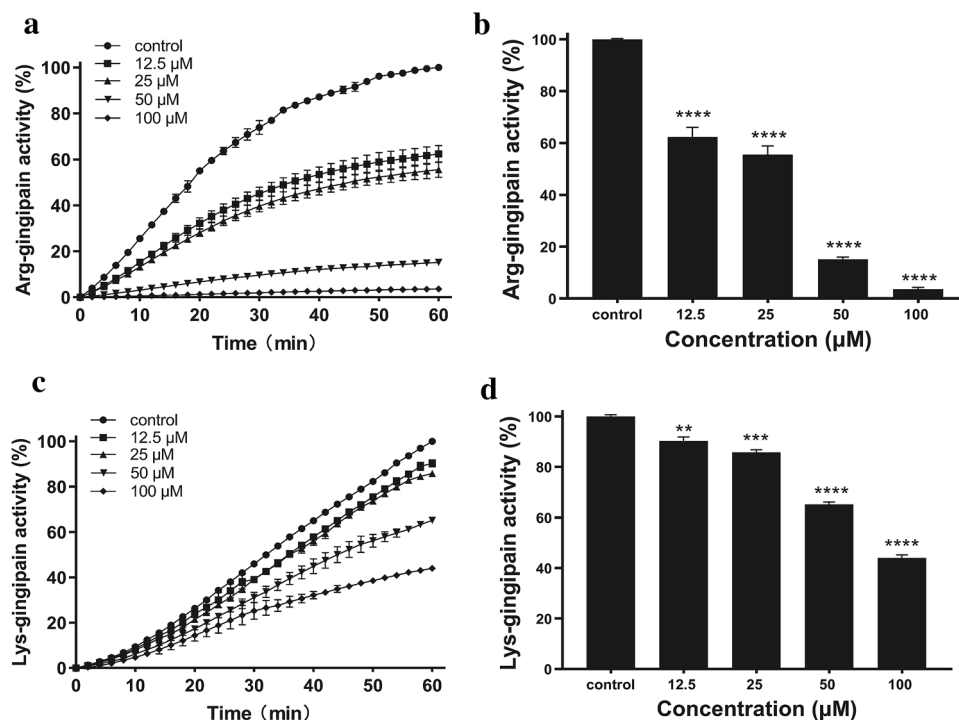 a
control
12.5 µM
25 µM
50 µM
100 µM
Arg-gingipain activity (%)
100
80
60
40
20
0
0 10 20 30 40 50 60
Time（min）
b
Arg-gingipain activity (%)
100
80
60
40
20
0
****
****
****
****
control 12.5 25 50 100
Concentration (µM)
c
control
12.5 µM
25 µM
50 µM
100 µM
Lys-gingipain activity (%)
100
80
60
40
20
0
0 10 20 30 40 50 60
Time（min）
d
Lys-gingipain activity (%)
100
80
60
40
20
0
**
***
****
****
control 12.5 25 50 100
Concentration (µM)